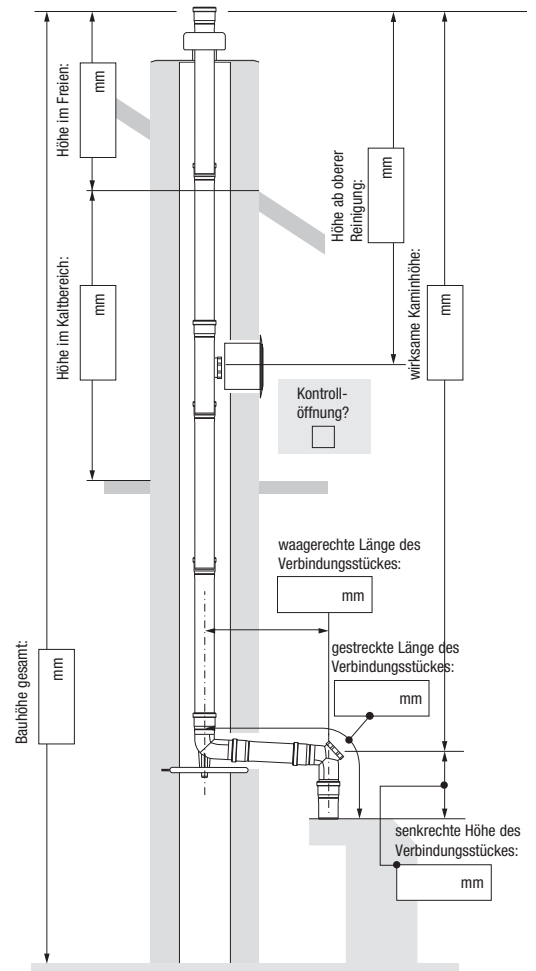 Höhe im Freien:
mm
Höhe ab oberer
Reinigung:
mm
Höhe im Kaltbereich:
mm
wirksame Kaminhöhe:
mm
Kontroll-
öffnung?
waagerechte Länge des
Verbindungsstückes:
mm
Bauhöhe gesamt:
mm
gestreckte Länge des
Verbindungsstückes:
mm
senkrechte Höhe des
Verbindungsstückes:
mm